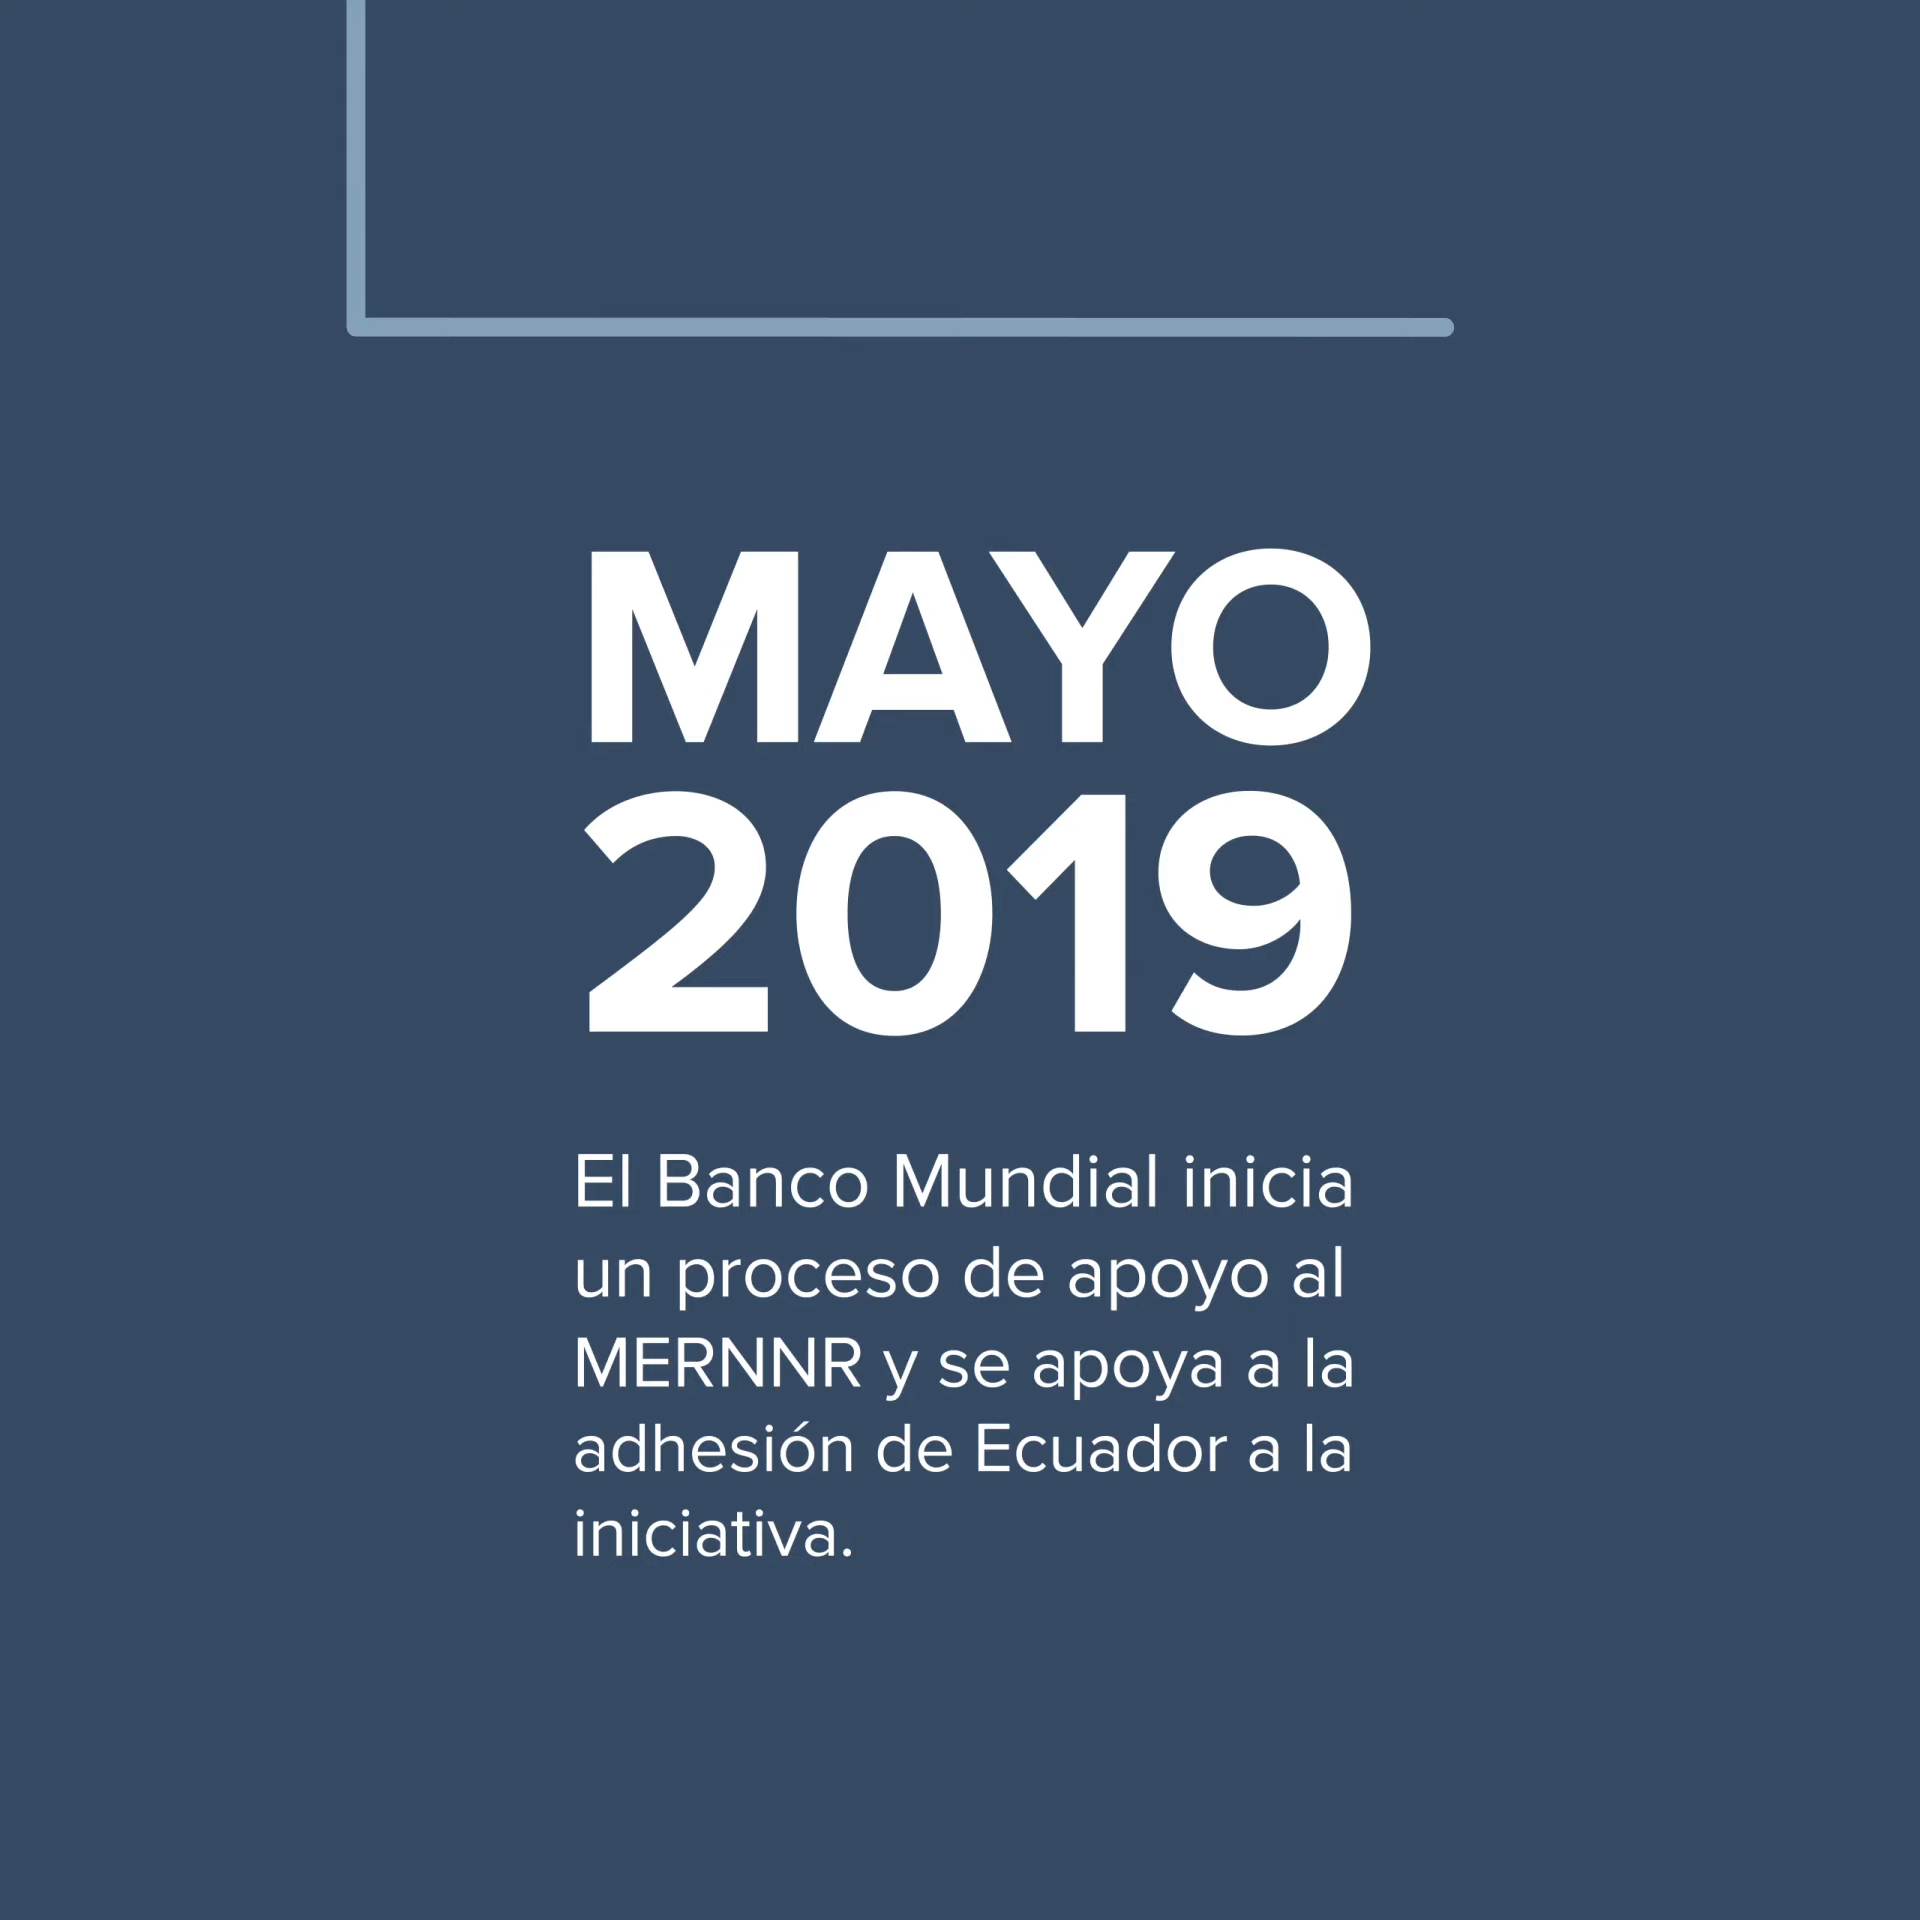 MAYO
2019
El Banco Mundial inicia
un proceso de apoyo al
MERNNR y se apoya a la
adhesión de Ecuador a la
iniciativa.